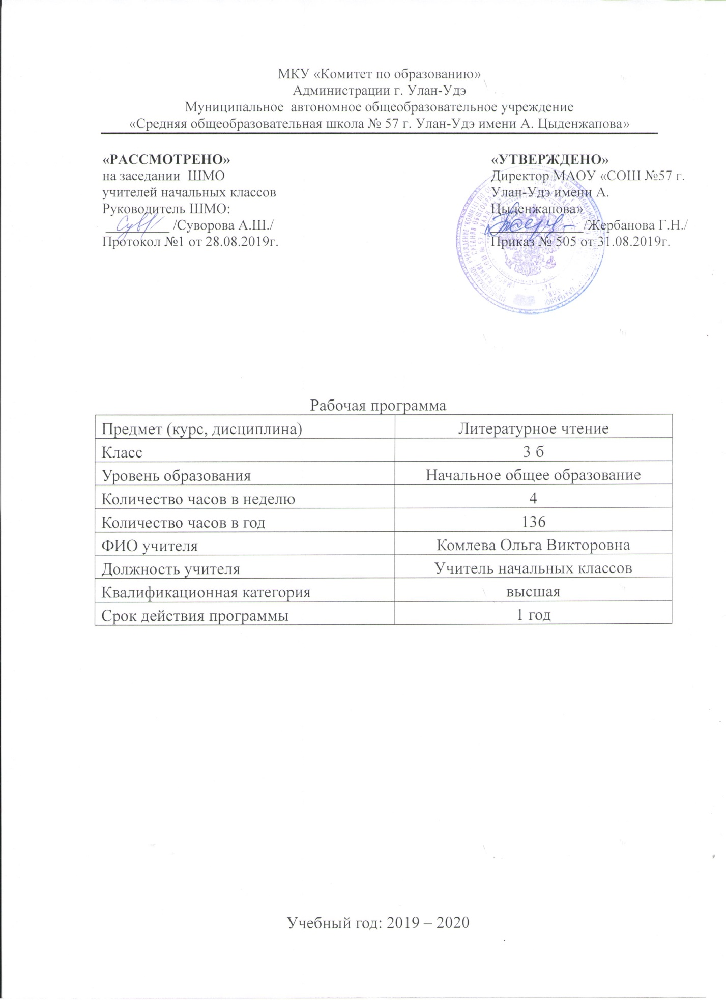 МКУ «Комитет по образованию»
Администрации г. Улан-Удэ
Муниципальное автономное общеобразовательное учреждение
«Средняя общеобразовательная школа № 57 г. Улан-Удэ имени А. Цыденжапова»
«РАССМОТРЕНО»
на заседании ШМО
учителей начальных классов
Руководитель ШМО:
/Суворова А.Ш./
Протокол №1 от 28.08.2019г.
«УТВЕРЖДЕНО»
Директор МАОУ «СОШ №57 г.
Улан-Удэ имени А.
Цыденжапова»
/Жербанова Г.Н./
Приказ № 505 от 31.08.2019г.
Рабочая программа
Предмет (курс, дисциплина) Литературное чтение
Класс 3 б
Уровень образования Начальное общее образование
Количество часов в неделю 4
Количество часов в год 136
ФИО учителя Комлева Ольга Викторовна
Должность учителя Учитель начальных классов
Квалификационная категория высшая
Срок действия программы 1 год
Учебный год: 2019 – 2020